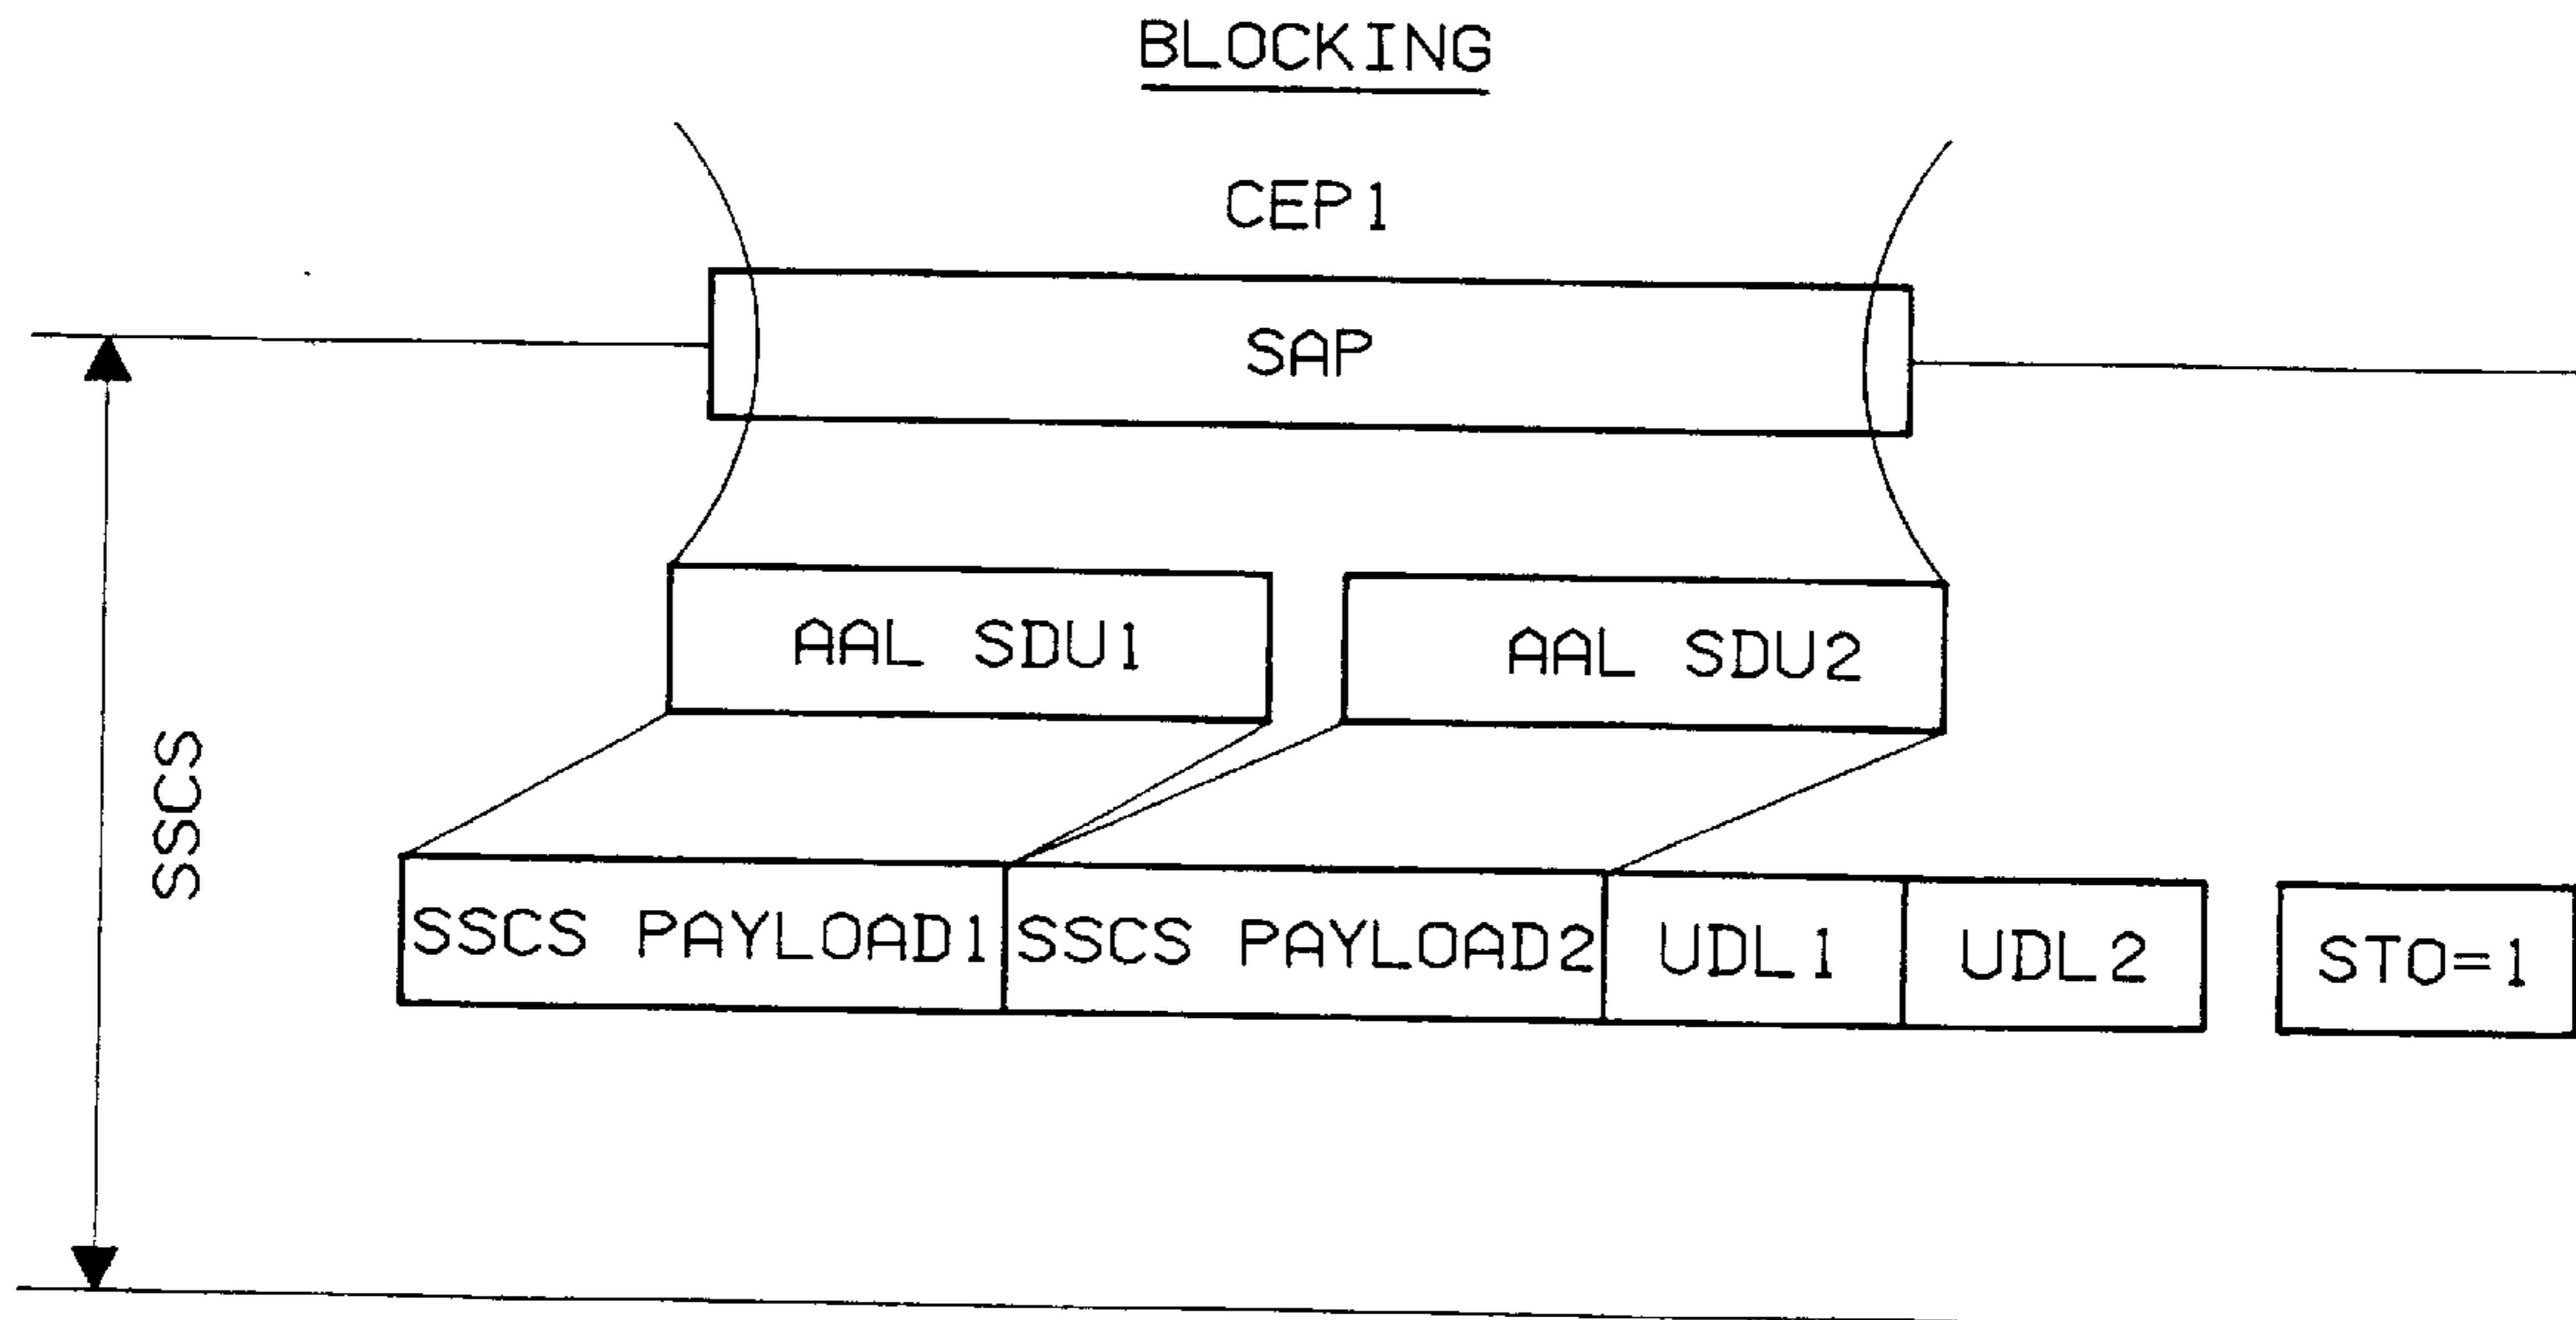 BLOCKING
CEP1
SAP
AAL SDU1
AAL SDU2
SSCS
SSCS PAYLOAD1
SSCS PAYLOAD2
UDL1
UDL2
STO=1